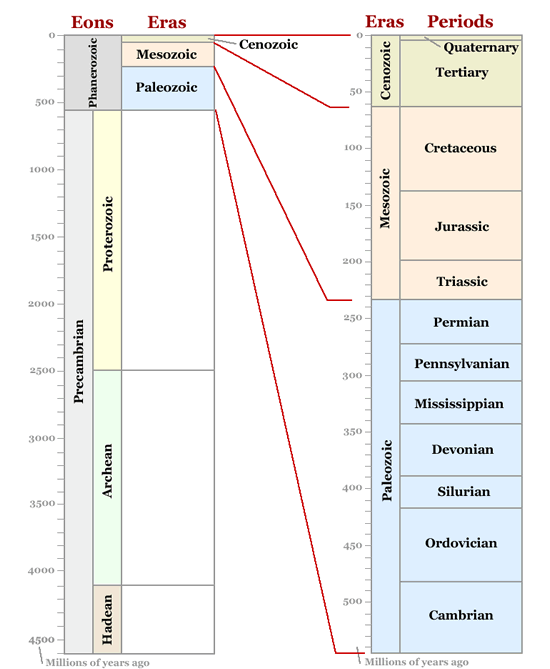 Eons Eras
Eras Periods
0
500
1000
1500
2000
2500
3000
3500
4000
4500
Millions of years ago
Phanerozoic
Precambrian
Proterozoic
Archean
Hadean
Cenozoic
Mesozoic
Paleozoic
0
50
100
150
200
250
300
350
400
450
500
Millions of years ago
Cenozoic
Mesozoic
Paleozoic
Quaternary
Tertiary
Cretaceous
Jurassic
Triassic
Permian
Pennsylvanian
Mississippian
Devonian
Silurian
Ordovician
Cambrian